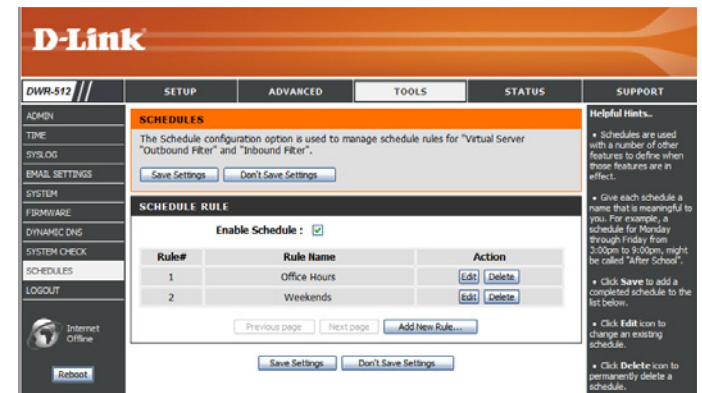 D-Link
DWR-512 // SETUP ADVANCED TOOLS STATUS SUPPORT
ADMIN
TIME
SYSLOG
EMAIL SETTINGS
SYSTEM
FIRMWARE
DYNAMIC DNS
SYSTEM CHECK
SCHEDULES
LOGOUT
Internet
Offline
Reboot
SCHEDULES
The Schedule configuration option is used to manage schedule rules for "Virtual Server
"Outbound Filter" and "Inbound Filter".
Save Settings Don't Save Settings
SCHEDULE RULE
Enable Schedule :
Rule# Rule Name Action
1 Office Hours Edit Delete
2 Weekends Edit Delete
Previous page Next page Add New Rule...
Save Settings Don't Save Settings
Helpful Hints..
• Schedules are used
with a number of other
features to define when
those features are in
effect.
• Give each schedule a
name that is meaningful to
you. For example, a
schedule for Monday
through Friday from
3:00pm to 9:00pm, might
be called "After School".
• Click Save to add a
completed schedule to the
list below.
• Click Edit icon to
change an existing
schedule.
• Click Delete icon to
permanently delete a
schedule.